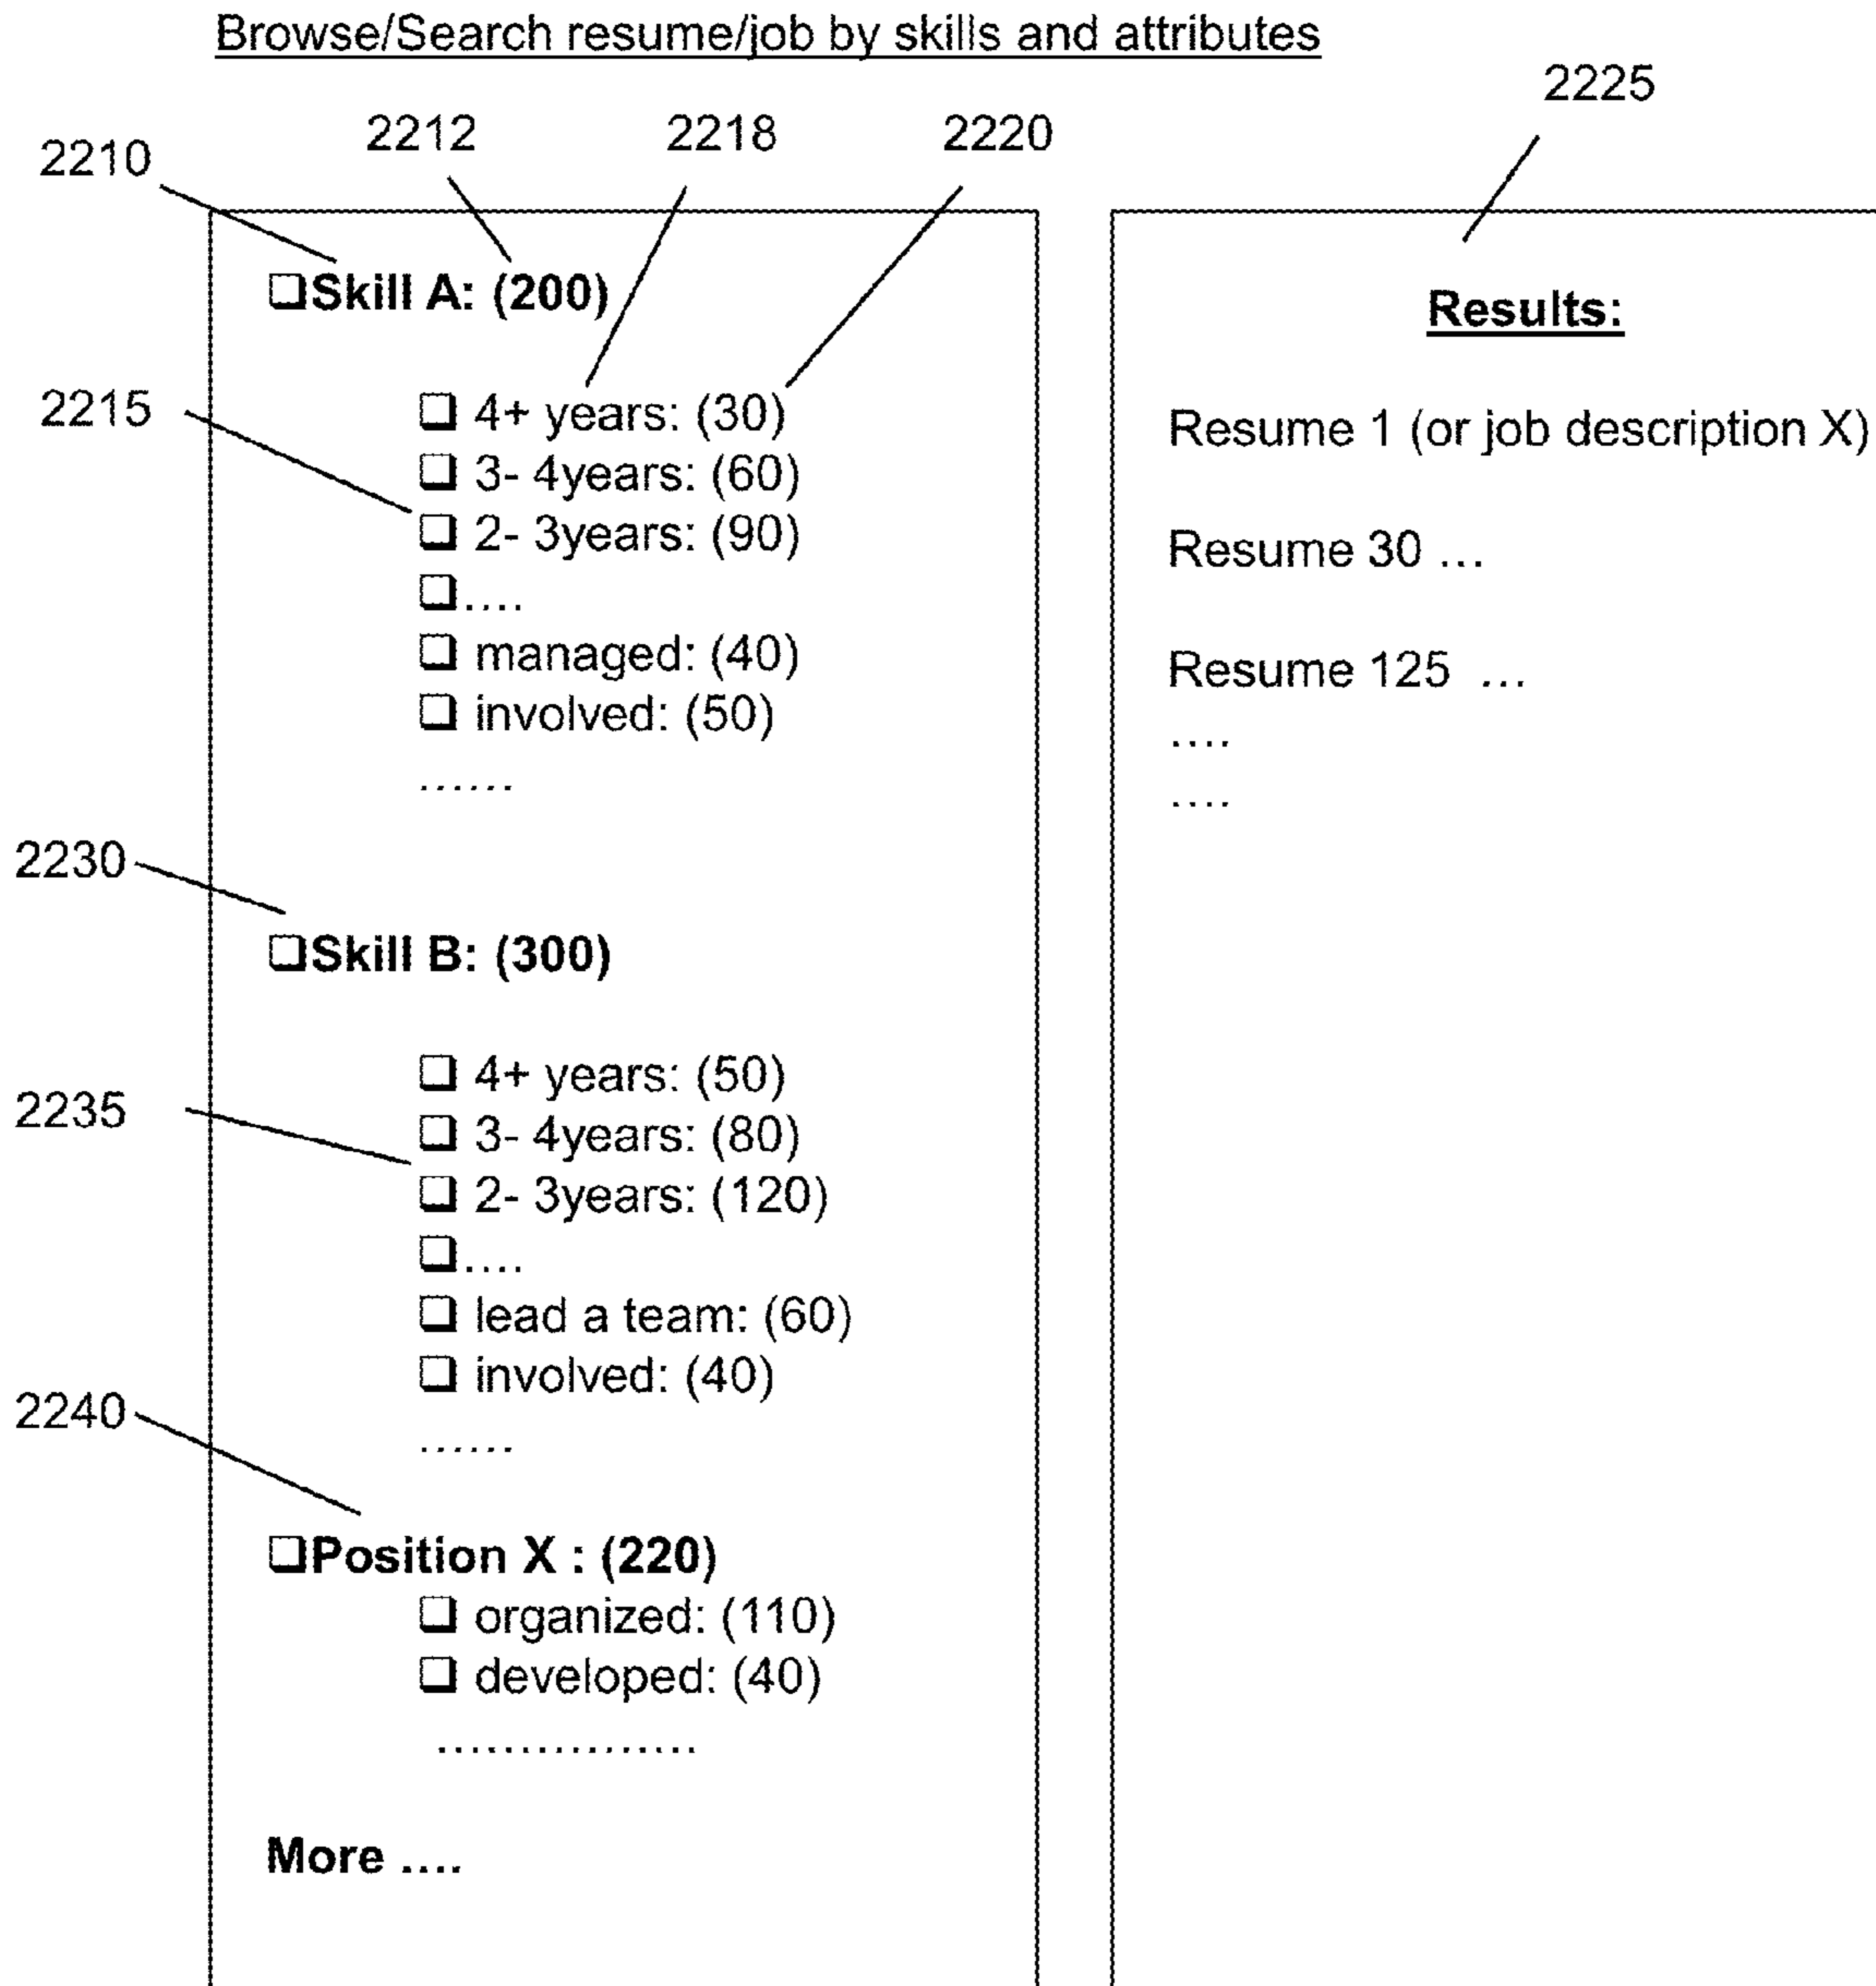 Browse/Search resume/job by skills and attributes
2225
2212 2218 2220
2210
❑Skill A: (200)
Results:
2215
❑ 4+ years: (30)
❑ 3- 4years: (60)
❑ 2- 3years: (90)
❑....
❑ managed: (40)
❑ involved: (50)
......
Resume 1 (or job description X)
Resume 30 ...
Resume 125 ...
....
....
2230
❑Skill B: (300)
2235
❑ 4+ years: (50)
❑ 3- 4years: (80)
❑ 2- 3years: (120)
❑....
❑ lead a team: (60)
❑ involved: (40)
......
2240
❑Position X : (220)
❑ organized: (110)
❑ developed: (40)
................
More ....